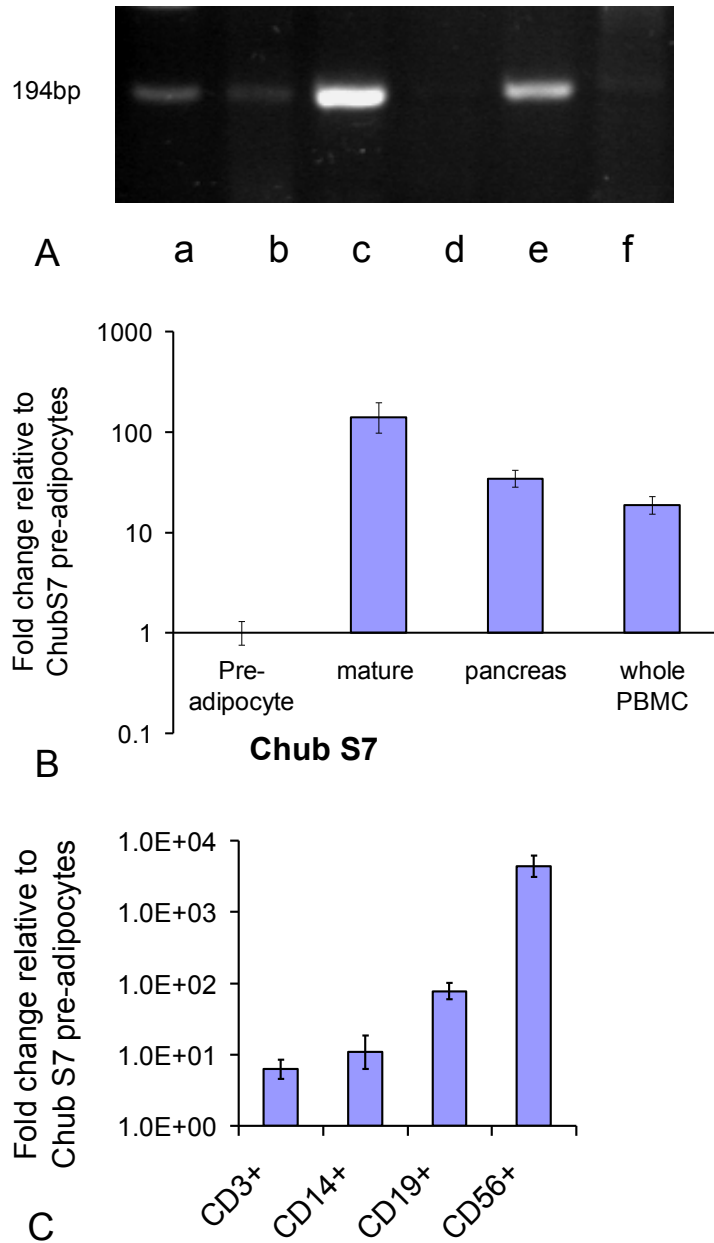 194bp
A a b c d e f
Fold change relative to
ChubS7 pre-adipocytes
1000
100
10
1
0.1
Pre-
adipocyte
mature
pancreas
whole
PBMC
Chub S7
B
Fold change relative to
Chub S7 pre-adipocytes
1.0E+04
1.0E+03
1.0E+02
1.0E+01
1.0E+00
CD3+
CD14+
CD19+
CD56+
C